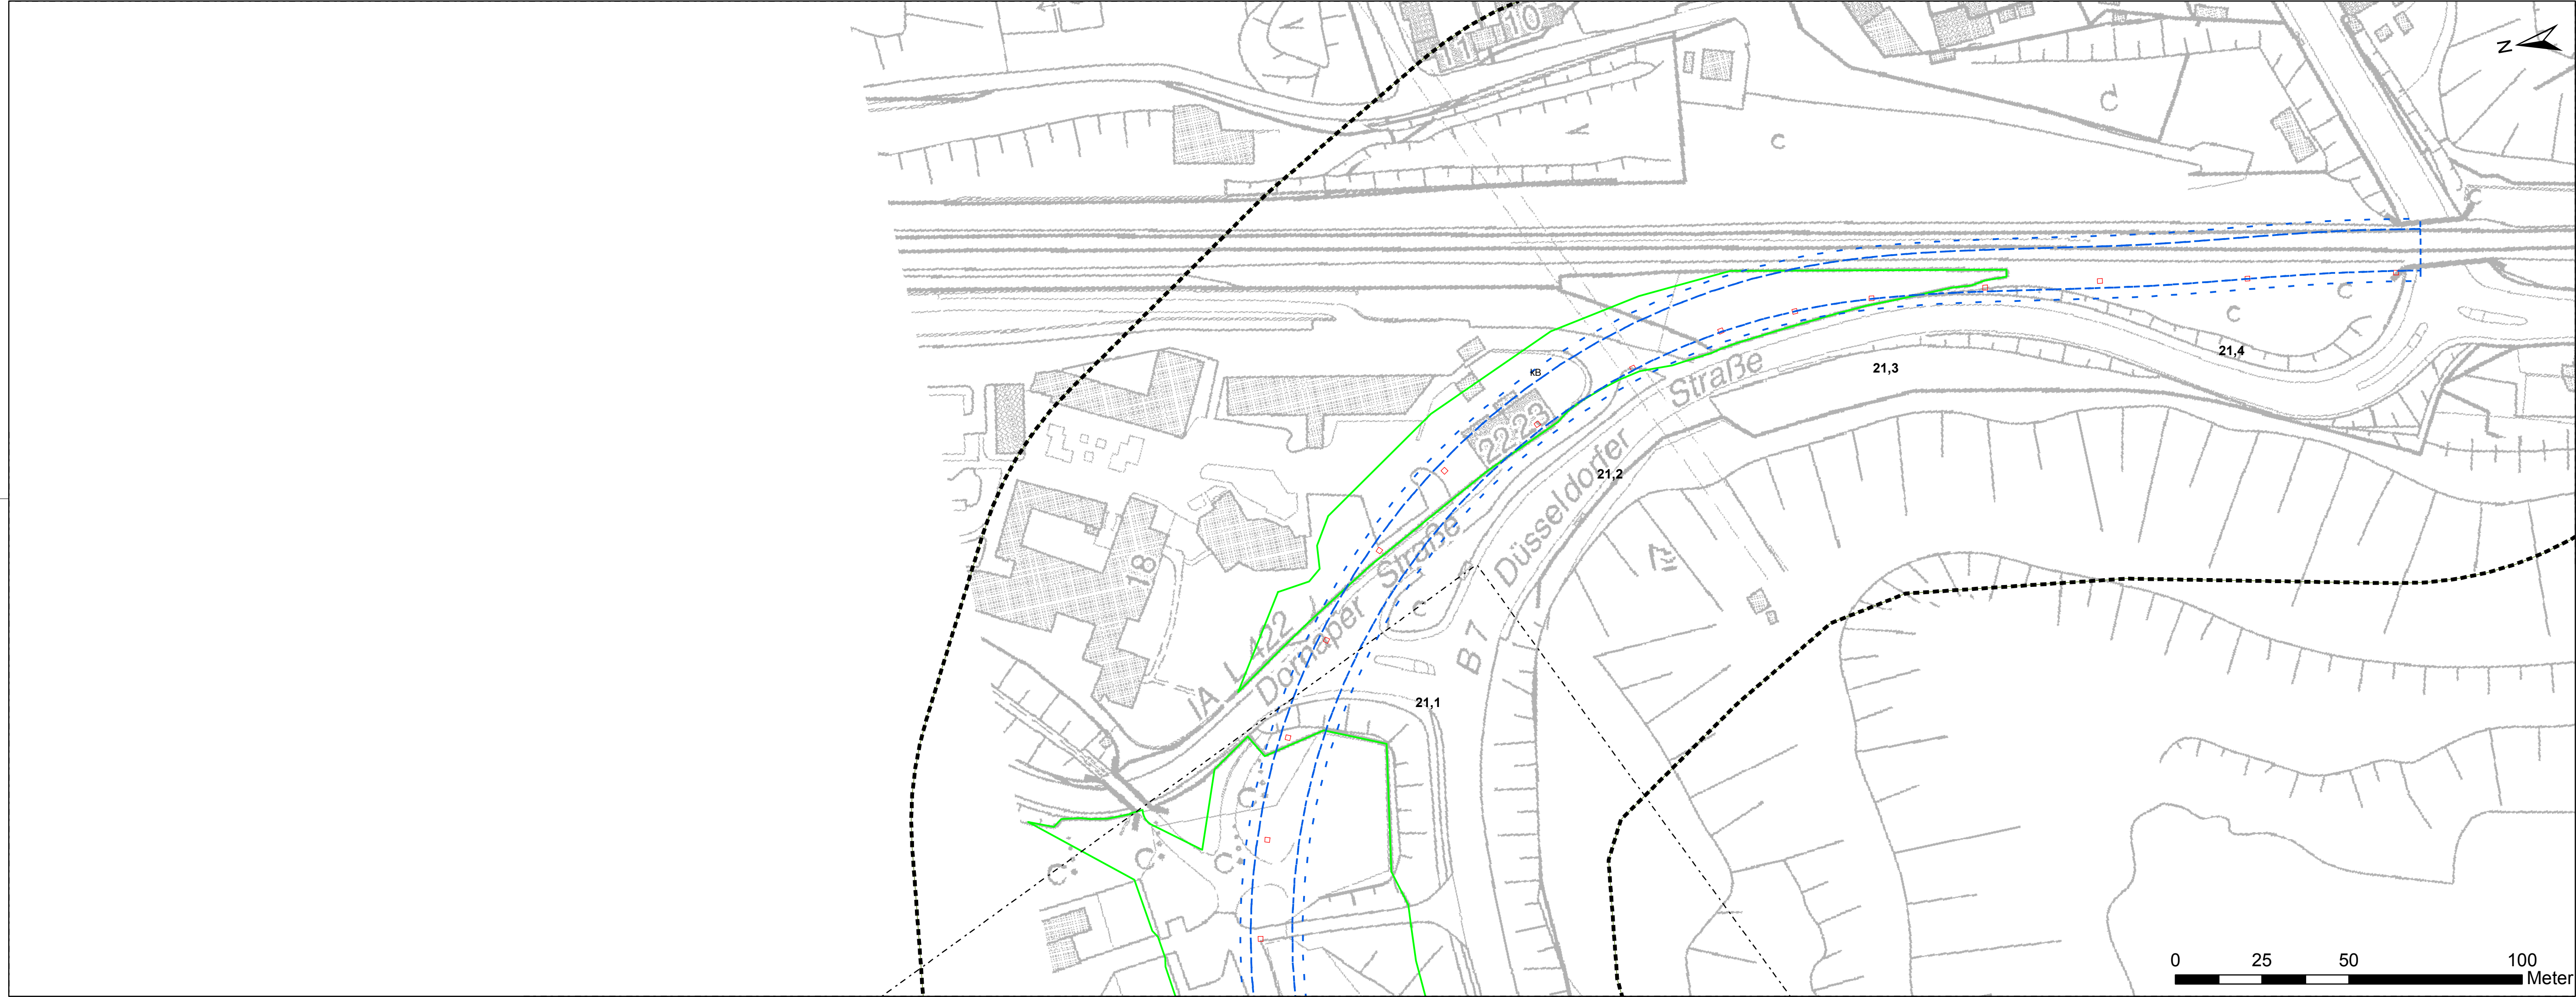 10
11
N
21,4
21,3
KB
Straße
22 23
21,2
Düsseldorfer
18
Straße
Dornaper
IA L 422
B 7
21,1
0 25 50 100
Meter